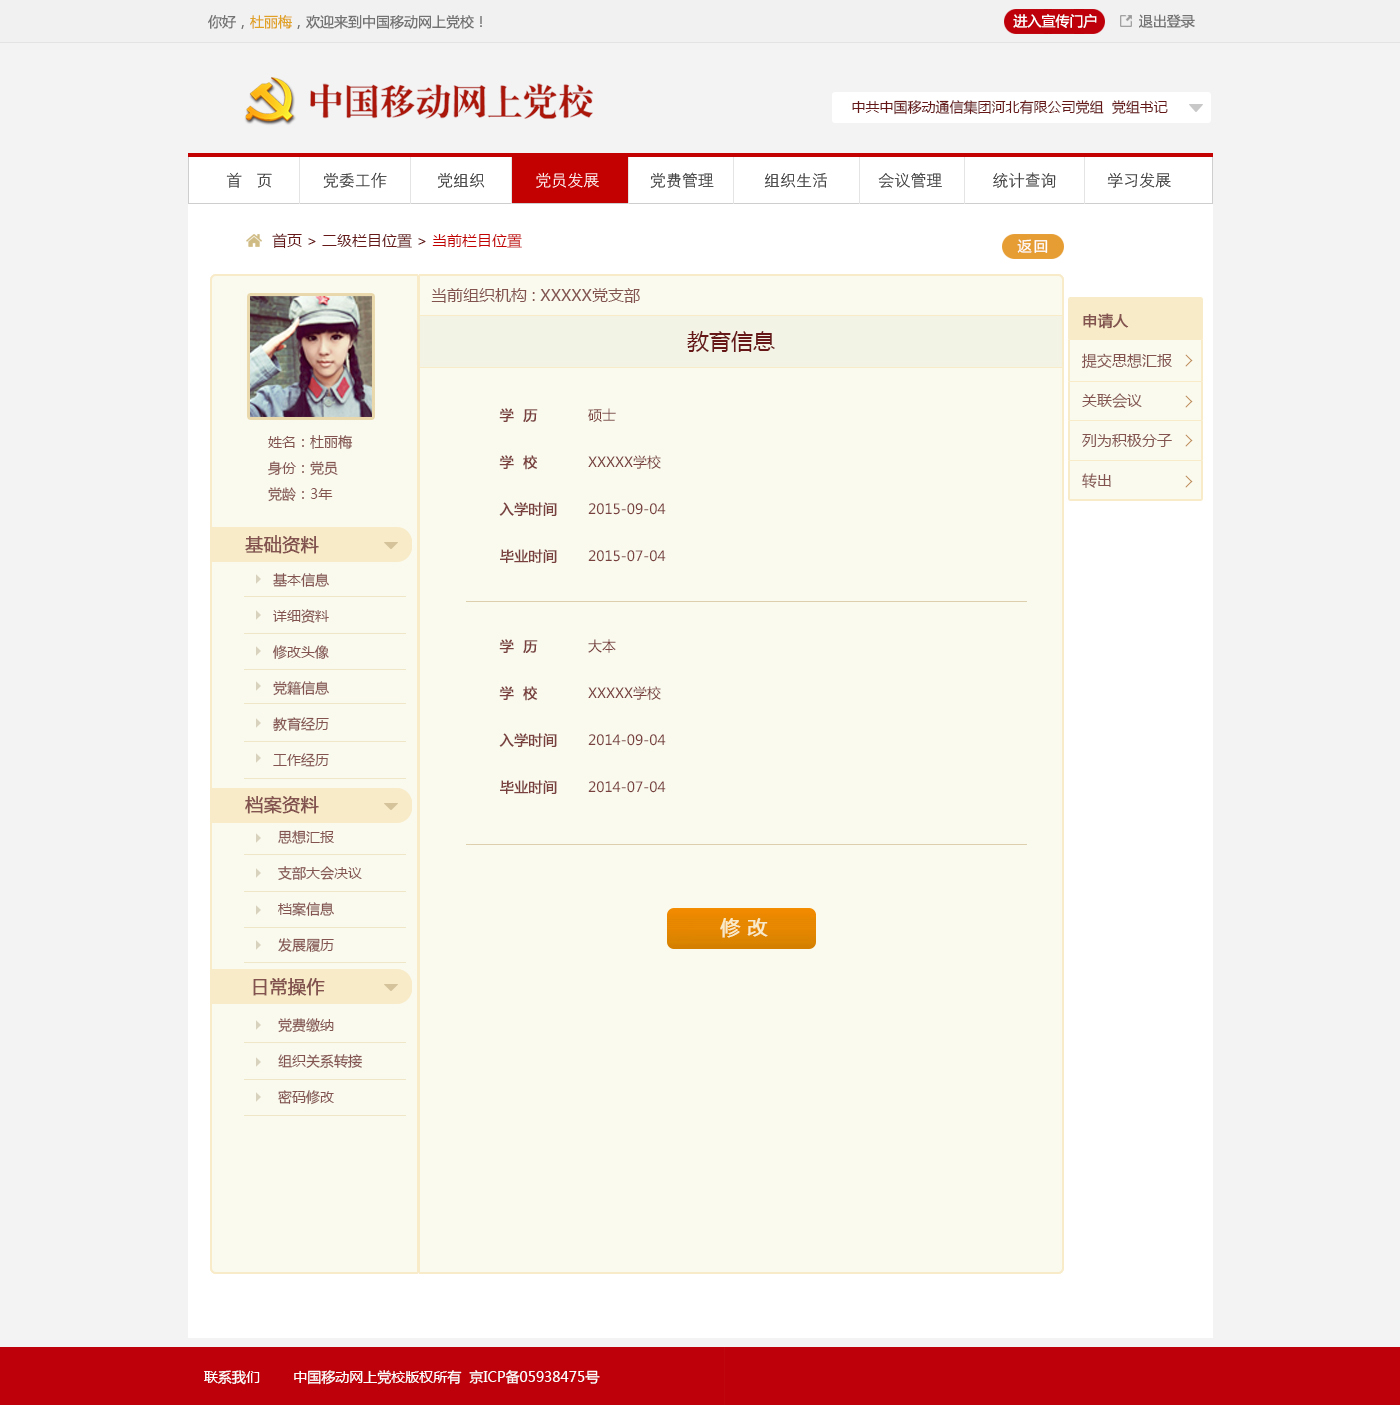 你好，杜丽梅，欢迎来到中国移动网上党校！
进入宣传门户 退出登录
中国移动网上党校
中共中国移动通信集团河北有限公司党组 党组书记
首 页 党委工作 党组织 党员发展 党费管理 组织生活 会议管理 统计查询 学习发展
首页 > 二级栏目位置 > 当前栏目位置
返回
姓名：杜丽梅
身份：党员
党龄：3年
基础资料
基本信息
详细资料
修改头像
党籍信息
教育经历
工作经历
档案资料
思想汇报
支部大会决议
档案信息
发展履历
日常操作
党费缴纳
组织关系转接
密码修改
当前组织机构：XXXXX党支部
教育信息
学 历 硕士
学 校 XXXXX学校
入学时间 2015-09-04
毕业时间 2015-07-04
学 历 大本
学 校 XXXXX学校
入学时间 2014-09-04
毕业时间 2014-07-04
修 改
申请人
提交思想汇报
关联会议
列为积极分子
转出
联系我们 中国移动网上党校版权所有 京ICP备05938475号